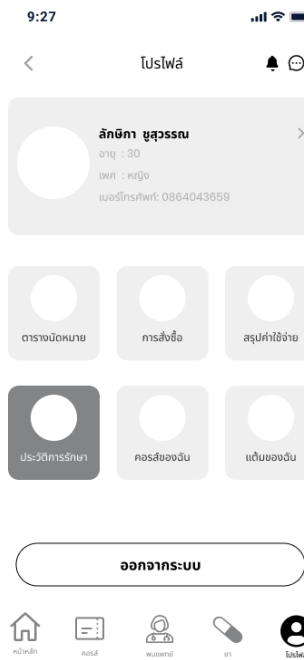 9:27
โปรไฟล์
ลักษิกา ชูสุวรรณ
อายุ : 30
เพศ : หญิง
เบอร์โทรศัพท์: 0864043659
ตารางนัดหมาย
การสั่งซื้อ
สรุปค่าใช้จ่าย
ประวัติการรักษา
คอรส์ของฉัน
แต้มของฉัน
ออกจากระบบ
หน้าหลัก
คอรส์
พบแพทย์
ยา
โปรไฟล์